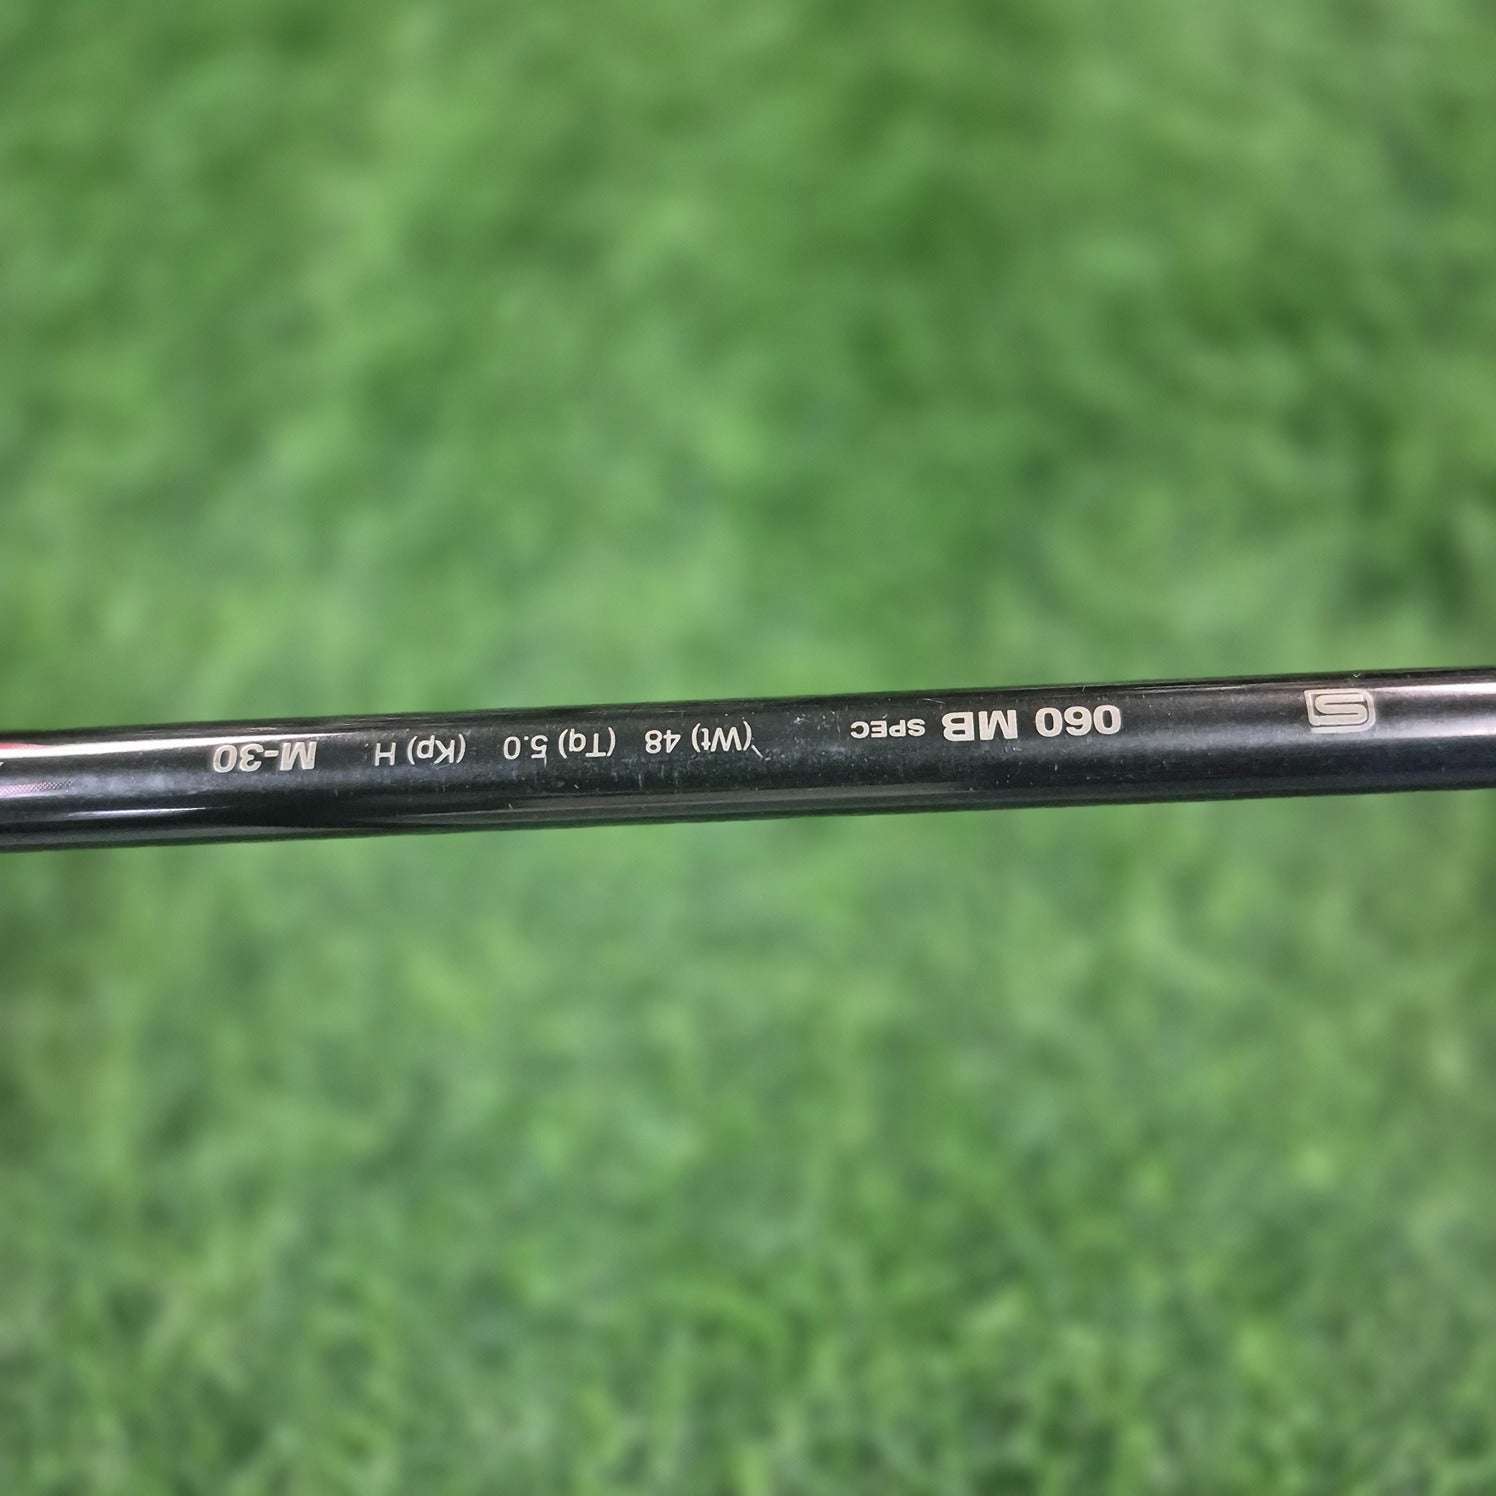 S 060 MB SPEC (Wt) 48 (Tq) 5.0 (Kp) H M-30